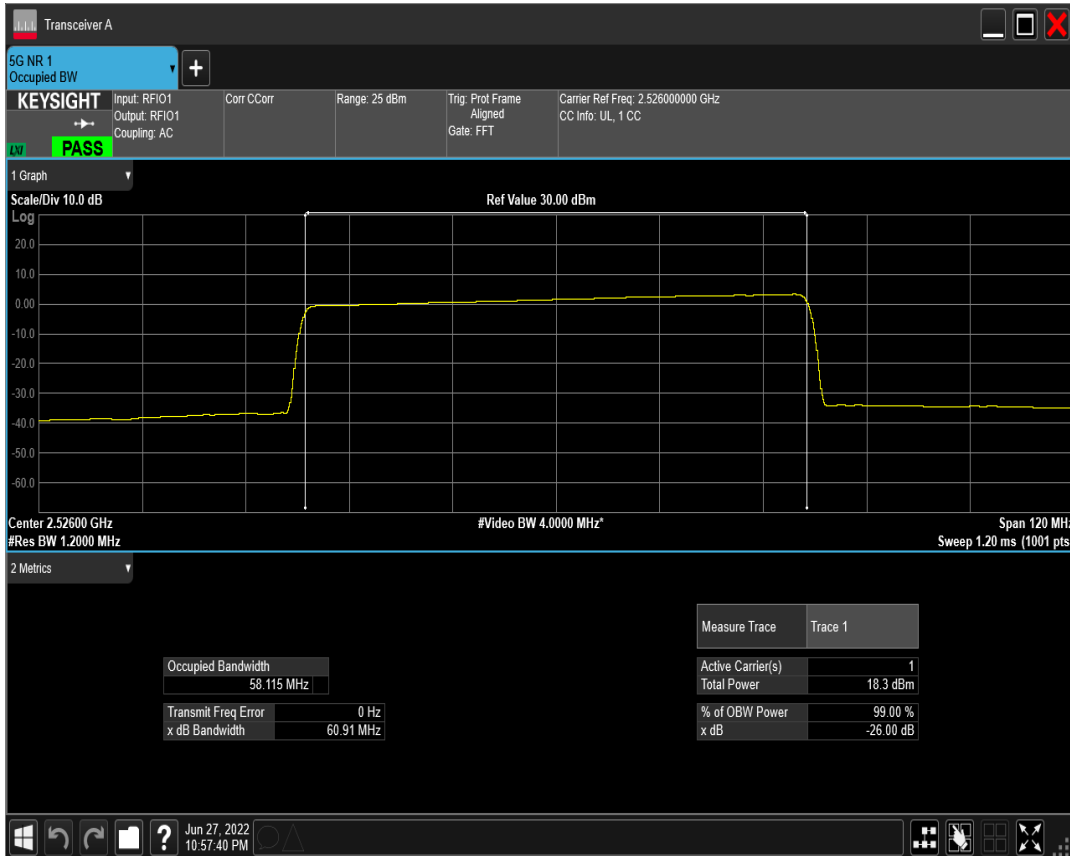 Transceiver A
5G NR 1
Occupied BW
+
KEYSIGHT
LXI
PASS
Input: RFIO1
Output: RFIO1
Coupling: AC
Corr CCorr
Range: 25 dBm
Trig: Prot Frame
Aligned
Gate: FFT
Carrier Ref Freq: 2.526000000 GHz
CC Info: UL, 1 CC
1 Graph
Scale/Div 10.0 dB
Ref Value 30.00 dBm
Log
20.0
10.0
0.00
-10.0
-20.0
-30.0
-40.0
-50.0
-60.0
Center 2.52600 GHz
#Video BW 4.0000 MHz*
Span 120 MHz
#Res BW 1.2000 MHz
Sweep 1.20 ms (1001 pts
2 Metrics
Measure Trace Trace 1
Occupied Bandwidth
58.115 MHz
Active Carrier(s) 1
Total Power 18.3 dBm
Transmit Freq Error 0 Hz
x dB Bandwidth 60.91 MHz
% of OBW Power 99.00 %
x dB -26.00 dB
?
Jun 27, 2022
10:57:40 PM